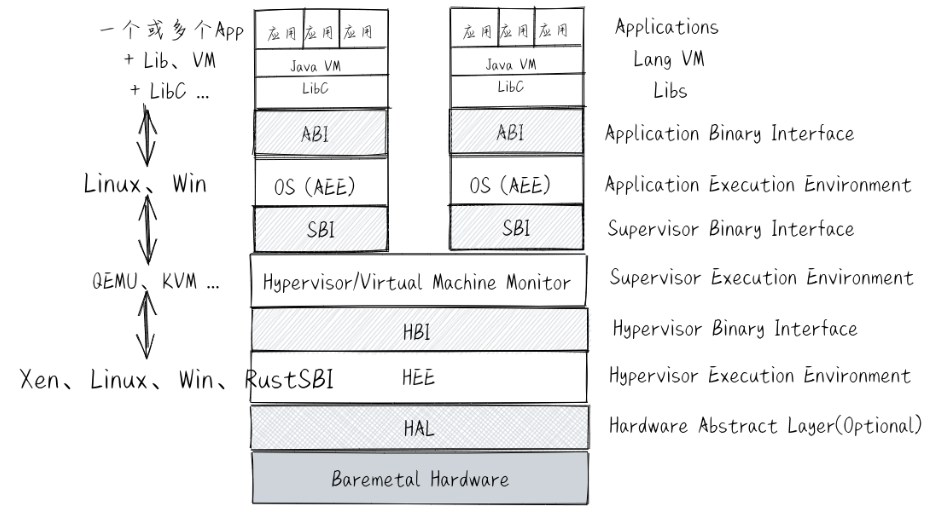 一个或多个App
应用 应用 应用
应用 应用 应用
Applications
+ Lib、VM
Java VM
Java VM
Lang VM
+ LibC ...
LibC
LibC
Libs
ABI
ABI
Application Binary Interface
Linux、Win
OS (AEE)
OS (AEE)
Application Execution Environment
SBI
SBI
Supervisor Binary Interface
QEMU、KVM ...
Hypervisor/Virtual Machine Monitor
Supervisor Execution Environment
HBI
Hypervisor Binary Interface
Xen、Linux、Win、RustSBI
HEE
Hypervisor Execution Environment
HAL
Hardware Abstract Layer(Optional)
Baremetal Hardware